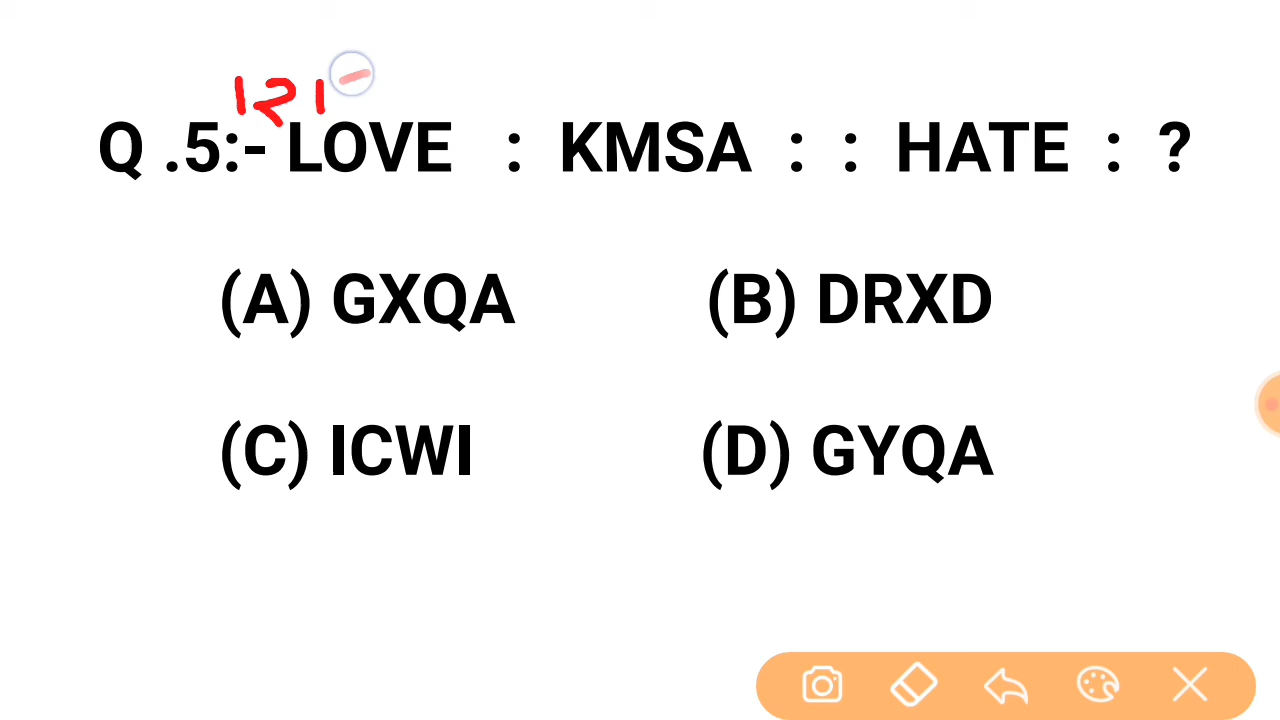 121
Q .5:- LOVE : KMSA : : HATE : ?
(A) GXQA (B) DRXD
(C) ICWI (D) GYQA